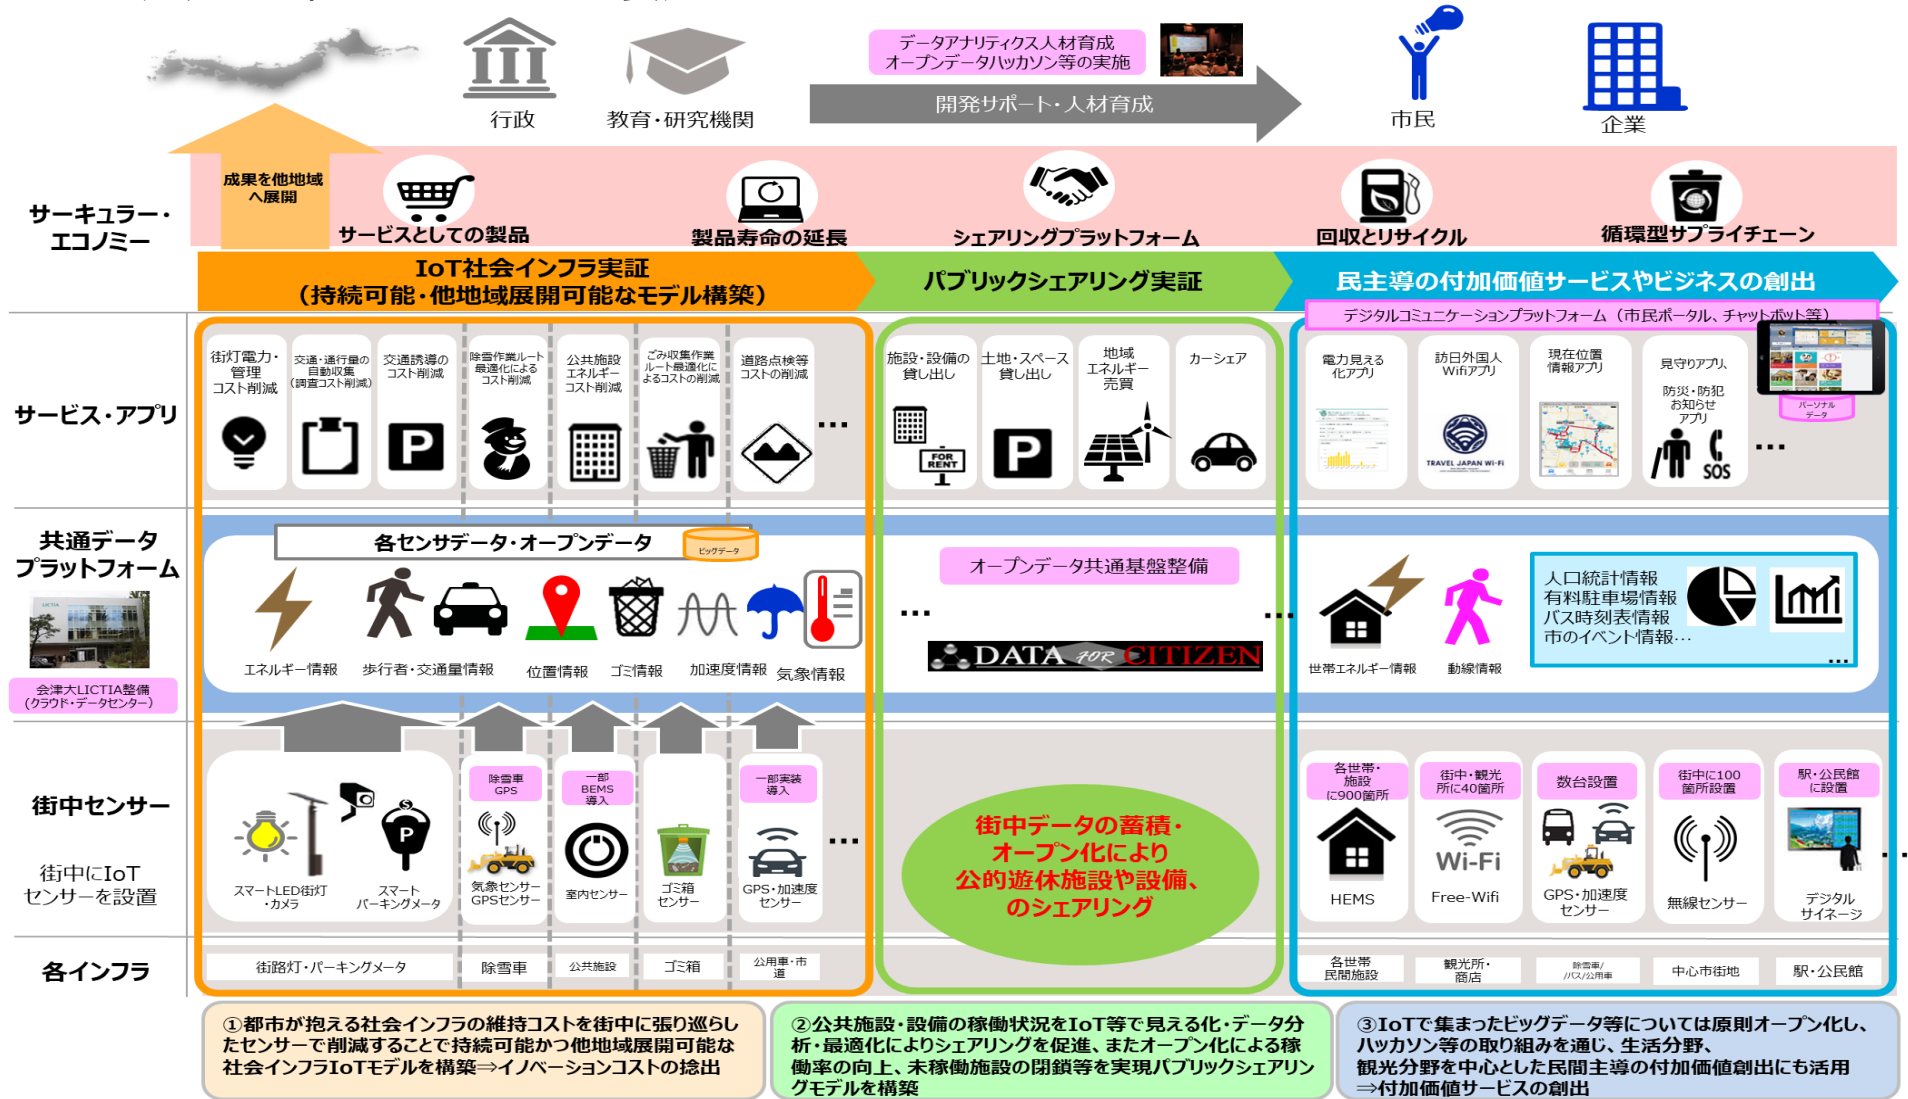 データアナリティクス人材育成
オープンデータハッカソン等の実施
開発サポート・人材育成
行政
教育・研究機関
市民
企業
成果を他地域
へ展開
サーキュラー・
エコノミー
サービスとしての製品
製品寿命の延長
シェアリングプラットフォーム
回収とリサイクル
循環型サプライチェーン
IoT社会インフラ実証
（持続可能・他地域展開可能なモデル構築）
パブリックシェアリング実証
民主導の付加価値サービスやビジネスの創出
デジタルコミュニケーションプラットフォーム（市民ポータル、チャットボット等）
サービス・アプリ
街灯電力・
管理
コスト削減
交通・通行量の
自動収集
（調査コスト削減）
交通誘導の
コスト削減
除雪作業ルート
最適化による
コスト削減
公共施設
エネルギー
コスト削減
ごみ収集作業
ルート最適化に
よるコストの削減
道路点検等
コストの削減
…
施設・設備の
貸し出し
FOR
RENT
土地・スペース
貸し出し
地域
エネルギー
売買
カーシェア
電力見える
化アプリ
訪日外国人
Wifiアプリ
TRAVEL JAPAN Wi-Fi
現在位置
情報アプリ
見守りアプリ、
防災・防犯
お知らせ
アプリ
SOS
パーソナル
データ
…
共通データ
プラットフォーム
LICTIA
会津大LICTIA整備
（クラウド・データセンター）
各センサデータ・オープンデータ
ビッグデータ
エネルギー情報
歩行者・交通量情報
位置情報
ゴミ情報
加速度情報
気象情報
オープンデータ共通基盤整備
…
…
DATA FOR CITIZEN
世帯エネルギー情報
動線情報
人口統計情報
有料駐車場情報
バス時刻表情報
市のイベント情報…
…
街中センサー
街中にIoT
センサーを設置
スマートLED街灯
・カメラ
P
スマート
パーキングメータ
除雪車
GPS
気象センサー
GPSセンサー
一部
BEMS
導入
室内センサー
ゴミ箱
センサー
一部実装
導入
GPS・加速度
センサー
…
街中データの蓄積・
オープン化により
公的遊休施設や設備、
のシェアリング
各世帯・
施設
に900箇所
HEMS
街中・観光
所に40箇所
Wi-Fi
Free-Wifi
数台設置
GPS・加速度
センサー
街中に100
箇所設置
無線センサー
駅・公民館
に設置
デジタル
サイネージ
…
各インフラ
街路灯・パーキングメータ
除雪車
公共施設
ゴミ箱
公用車・市
道
各世帯
民間施設
観光所・
商店
除雪車/
バス/公用車
中心市街地
駅・公民館
①都市が抱える社会インフラの維持コストを街中に張り巡らし
たセンサーで削減することで持続可能かつ他地域展開可能な
社会インフラIoTモデルを構築⇒イノベーションコストの捻出
②公共施設・設備の稼働状況をIoT等で見える化・データ分
析・最適化によりシェアリングを促進、またオープン化による稼
働率の向上、未稼働施設の閉鎖等を実現パブリックシェアリン
グモデルを構築
③IoTで集まったビッグデータ等については原則オープン化し、
ハッカソン等の取り組みを通じ、生活分野、
観光分野を中心とした民間主導の付加価値創出にも活用
⇒付加価値サービスの創出